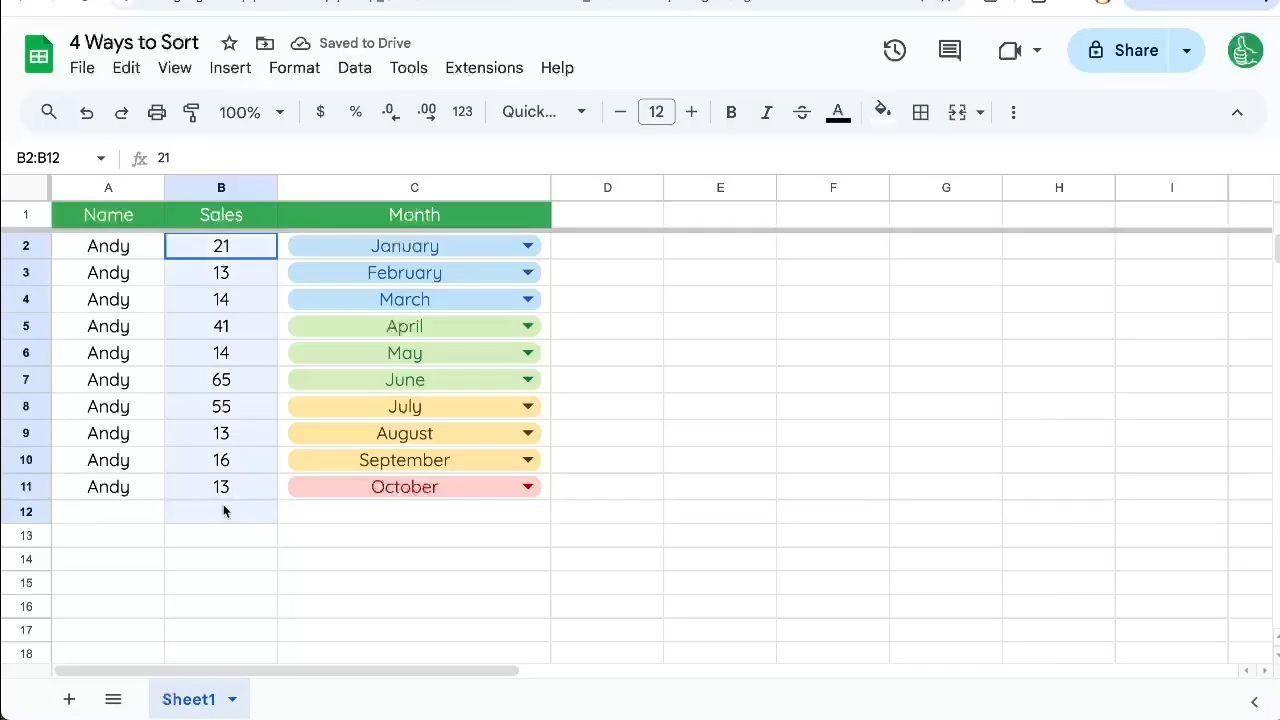 4 Ways to Sort Saved to Drive
File Edit View Insert Format Data Tools Extensions Help
Share
100% $ % .0 .00 123 Quick... − 12 + B I S A
B2:B12 fx 21
A B C D E F G H I
1 Name Sales Month
2 Andy 21 January
3 Andy 13 February
4 Andy 14 March
5 Andy 41 April
6 Andy 14 May
7 Andy 65 June
8 Andy 55 July
9 Andy 13 August
10 Andy 16 September
11 Andy 13 October
12
13
14
15
16
17
18
+ Sheet1